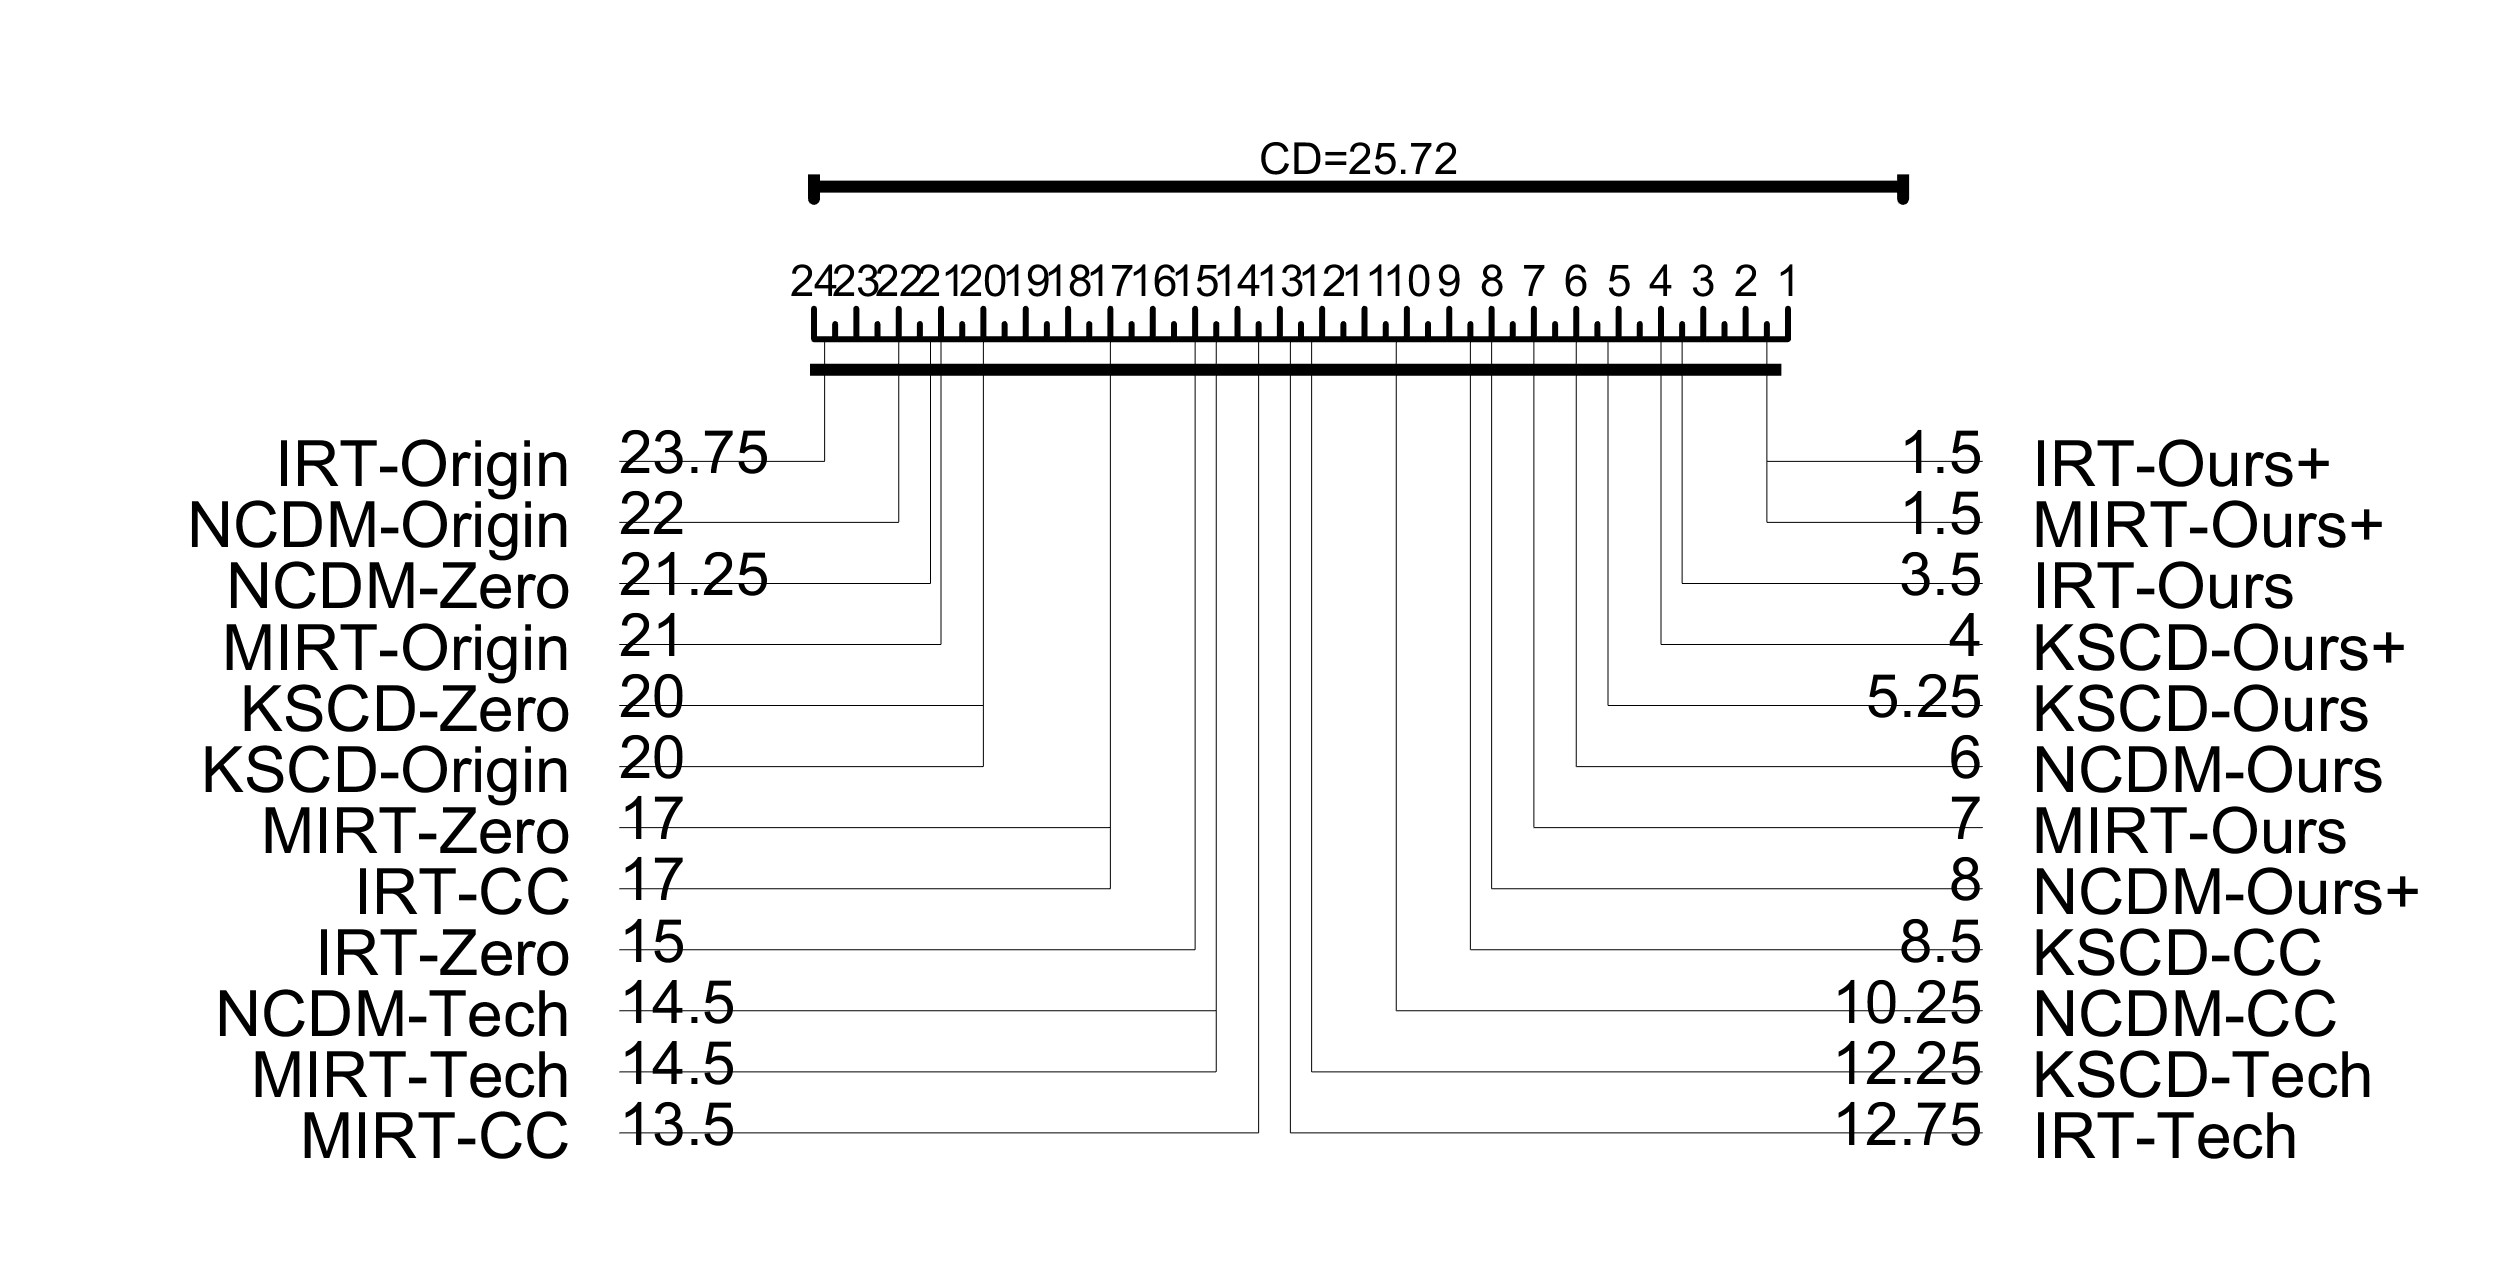 CD=25.72
24 23 22 21 20 19 18 17 16 15 14 13 12 11 10 9 8 7 6 5 4 3 2 1
IRT-Origin 23.75 1.5 IRT-Ours+
NCDM-Origin 22 1.5 MIRT-Ours+
NCDM-Zero 21.25 3.5 IRT-Ours
MIRT-Origin 21 4 KSCD-Ours+
KSCD-Zero 20 5.25 KSCD-Ours
KSCD-Origin 20 6 NCDM-Ours
MIRT-Zero 17 7 MIRT-Ours
IRT-CC 17 8 NCDM-Ours+
IRT-Zero 15 8.5 KSCD-CC
NCDM-Tech 14.5 10.25 NCDM-CC
MIRT-Tech 14.5 12.25 KSCD-Tech
MIRT-CC 13.5 12.75 IRT-Tech